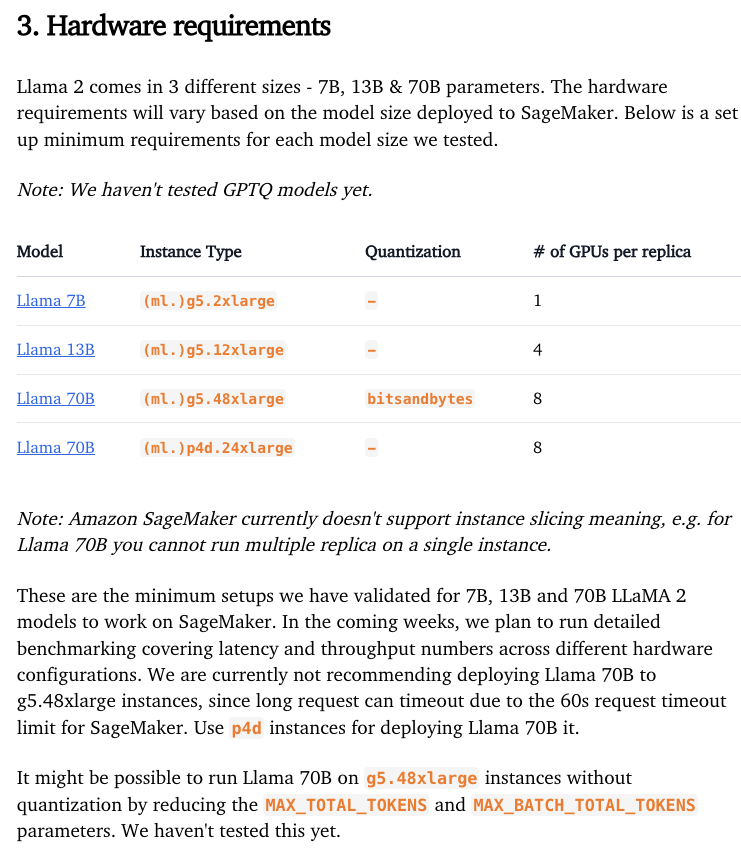 3. Hardware requirements
Llama 2 comes in 3 different sizes - 7B, 13B & 70B parameters. The hardware
requirements will vary based on the model size deployed to SageMaker. Below is a set
up minimum requirements for each model size we tested.
Note: We haven't tested GPTQ models yet.
Model Instance Type Quantization # of GPUs per replica
Llama 7B (ml.)g5.2xlarge - 1
Llama 13B (ml.)g5.12xlarge - 4
Llama 70B (ml.)g5.48xlarge bitsandbytes 8
Llama 70B (ml.)p4d.24xlarge - 8
Note: Amazon SageMaker currently doesn't support instance slicing meaning, e.g. for
Llama 70B you cannot run multiple replica on a single instance.
These are the minimum setups we have validated for 7B, 13B and 70B LLaMA 2
models to work on SageMaker. In the coming weeks, we plan to run detailed
benchmarking covering latency and throughput numbers across different hardware
configurations. We are currently not recommending deploying Llama 70B to
g5.48xlarge instances, since long request can timeout due to the 60s request timeout
limit for SageMaker. Use p4d instances for deploying Llama 70B it.
It might be possible to run Llama 70B on g5.48xlarge instances without
quantization by reducing the MAX_TOTAL_TOKENS and MAX_BATCH_TOTAL_TOKENS
parameters. We haven't tested this yet.